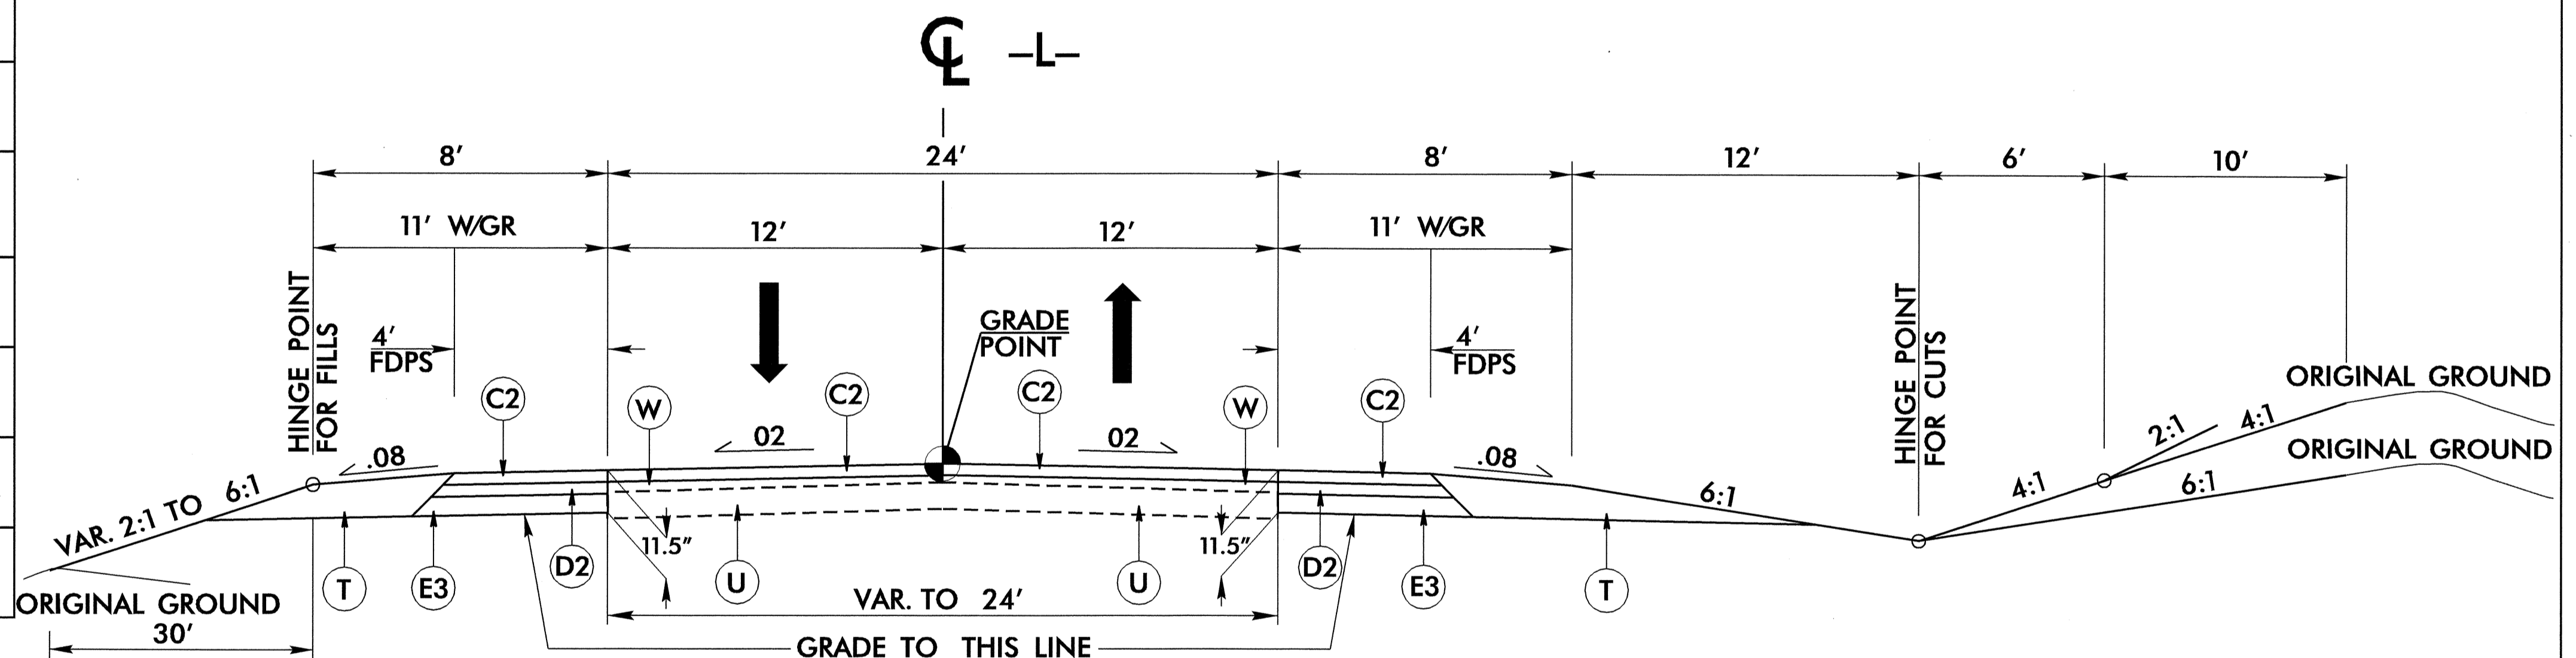 ℄ –L–
8′ 24′ 8′ 12′ 6′ 10′
11′ W/GR 12′ 12′ 11′ W/GR
HINGE POINT
FOR FILLS
4′
FDPS
GRADE
POINT
4′
FDPS
HINGE POINT
FOR CUTS
C2 W C2 C2 W C2
ORIGINAL GROUND
.08 02 02 .08
2:1 4:1
ORIGINAL GROUND
VAR. 2:1 TO 6:1
6:1 4:1 6:1
11.5″ 11.5″
T E3 D2 U U D2 E3 T
ORIGINAL GROUND
VAR. TO 24′
30′
GRADE TO THIS LINE